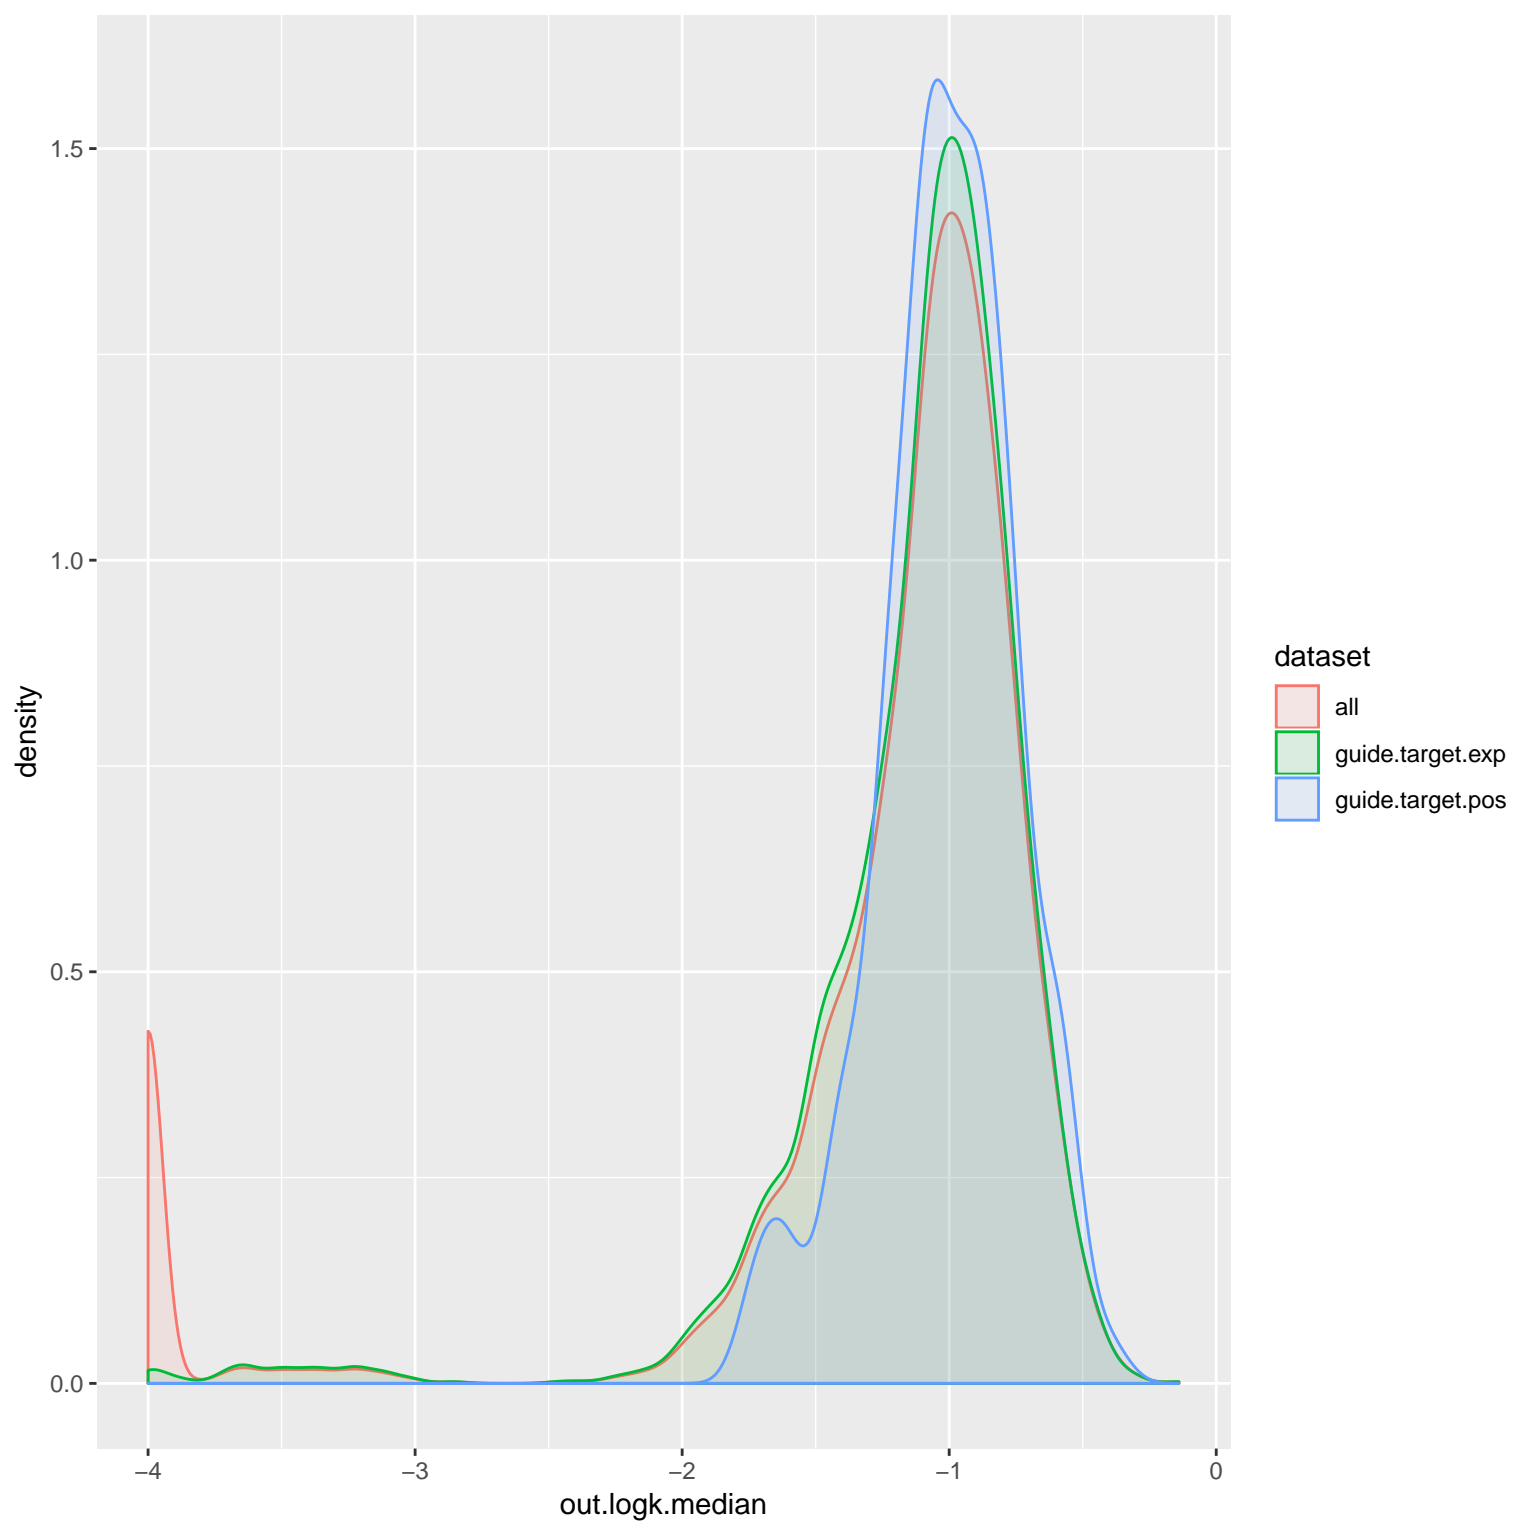 1.5
1.0
0.5
0.0
density
−4
−3
−2
−1
0
out.logk.median
dataset
all
guide.target.exp
guide.target.pos